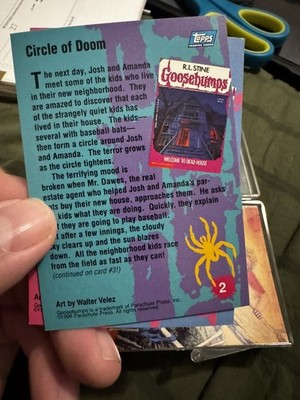 Circle of Doom
Topps
R.L. STINE
Goosebumps
WELCOME TO DEAD HOUSE
The next day, Josh and Amanda
meet some of the kids who live
in their new neighborhood. They
are amazed to discover that each
of the strangely quiet kids has
lived in their house. The kids—
several with baseball bats—
then form a circle around Josh
and Amanda. The terror grows
as the circle tightens.
The terrifying mood is
broken when Mr. Dawes, the real
estate agent who helped Josh and Amanda's par-
buy their new house, approaches them. He asks
kids what they are doing. Quickly, they explain
they are going to play baseball.
after a few innings, the cloudy
clears up and the sun blares
down. All the neighborhood kids race
from the field as fast as they can!
(continued on card #3!)
2
Art by Walter Velez
Goosebumps is a trademark of Parachute Press, Inc.
©1996 Parachute Press. All rights reserved.